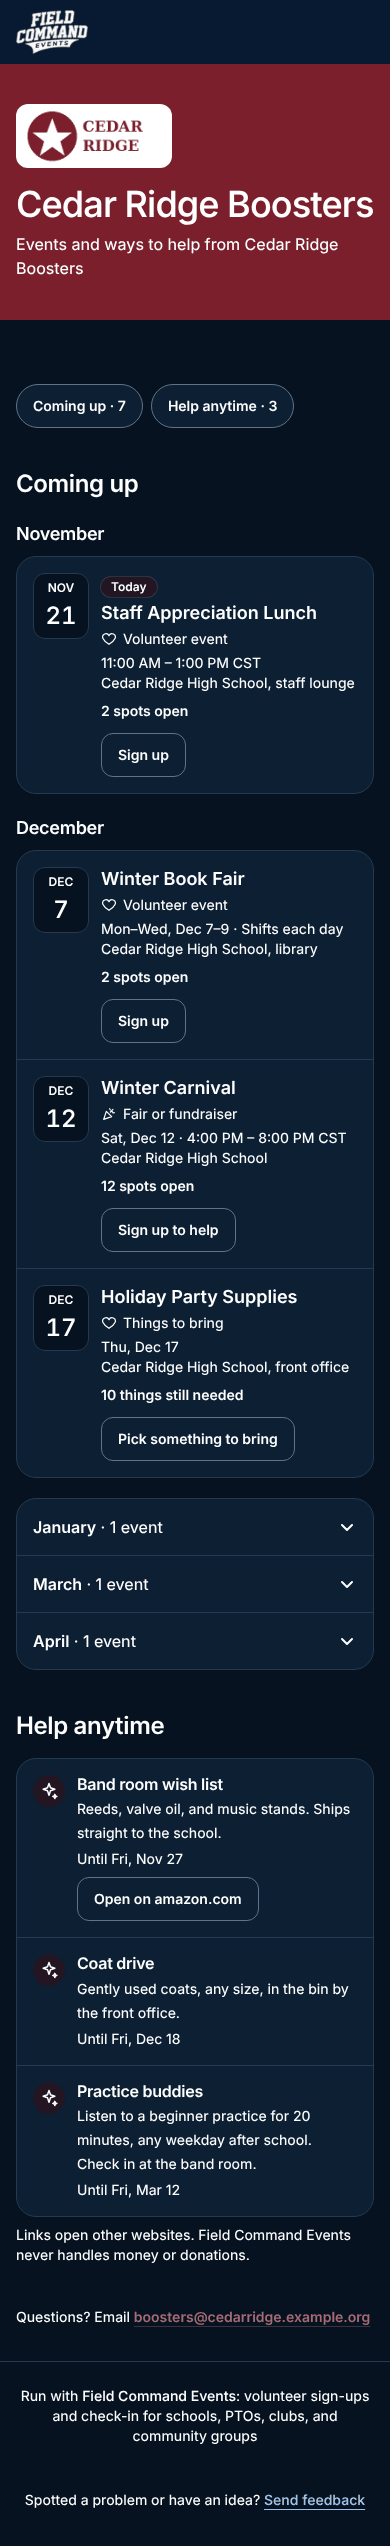 FIELD
COMMAND
EVENTS
CEDAR
RIDGE
Cedar Ridge Boosters
Events and ways to help from Cedar Ridge
Boosters
Coming up · 7
Help anytime · 3
Coming up
November
NOV
21
Today
Staff Appreciation Lunch
Volunteer event
11:00 AM – 1:00 PM CST
Cedar Ridge High School, staff lounge
2 spots open
Sign up
December
DEC
7
Winter Book Fair
Volunteer event
Mon–Wed, Dec 7–9 · Shifts each day
Cedar Ridge High School, library
2 spots open
Sign up
DEC
12
Winter Carnival
Fair or fundraiser
Sat, Dec 12 · 4:00 PM – 8:00 PM CST
Cedar Ridge High School
12 spots open
Sign up to help
DEC
17
Holiday Party Supplies
Things to bring
Thu, Dec 17
Cedar Ridge High School, front office
10 things still needed
Pick something to bring
January · 1 event
March · 1 event
April · 1 event
Help anytime
Band room wish list
Reeds, valve oil, and music stands. Ships
straight to the school.
Until Fri, Nov 27
Open on amazon.com
Coat drive
Gently used coats, any size, in the bin by
the front office.
Until Fri, Dec 18
Practice buddies
Listen to a beginner practice for 20
minutes, any weekday after school.
Check in at the band room.
Until Fri, Mar 12
Links open other websites. Field Command Events
never handles money or donations.
Questions? Email boosters@cedarridge.example.org
Run with Field Command Events: volunteer sign-ups
and check-in for schools, PTOs, clubs, and
community groups
Spotted a problem or have an idea? Send feedback